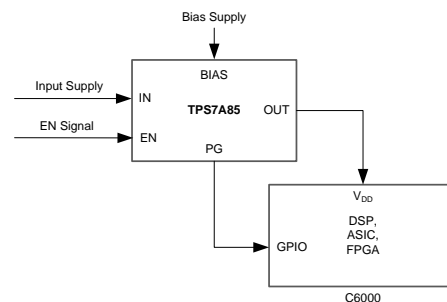 Bias Supply
BIAS
Input Supply
IN
TPS7A85
OUT
EN Signal
EN
PG
VDD
DSP,
ASIC,
FPGA
GPIO
C6000